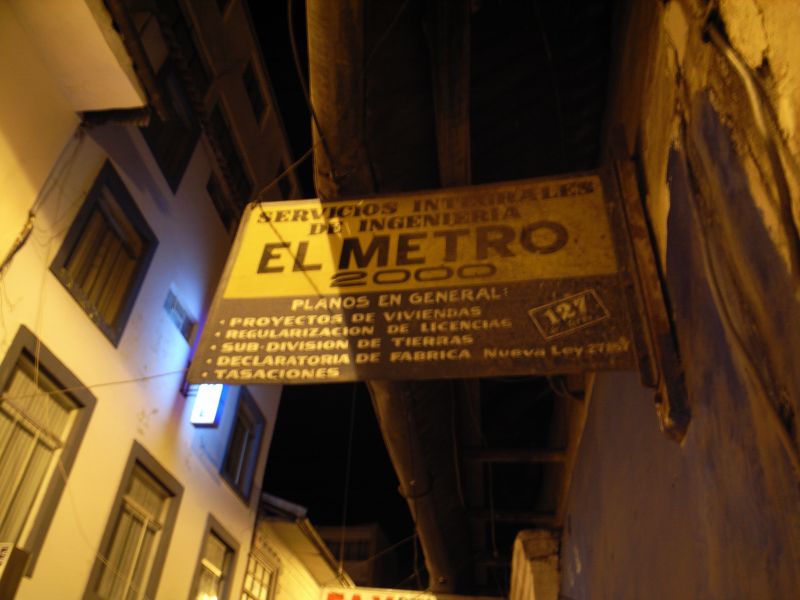 SERVICIOS INTEGRALES
DE INGENIERIA
EL METRO
2000
PLANOS EN GENERAL:
• PROYECTOS DE VIVIENDAS
• REGULARIZACION DE LICENCIAS
• SUB-DIVISION DE TIERRAS
• DECLARATORIA DE FABRICA Nueva Ley
• TASACIONES
127